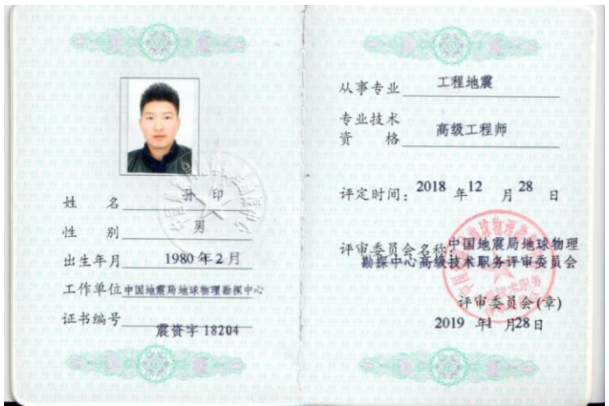 姓 名 孙 印
性 别 男
出生年月 1980年2月
工作单位 中国地震局地球物理勘探中心
证书编号 震资字18204
从事专业 工程地震
专业技术
资 格 高级工程师
评定时间: 2018 年 12 月 28 日
评审委员会名称: 中国地震局地球物理
勘探中心高级技术职务评审委员会
评审委员会(章)
2019 年1 月28日